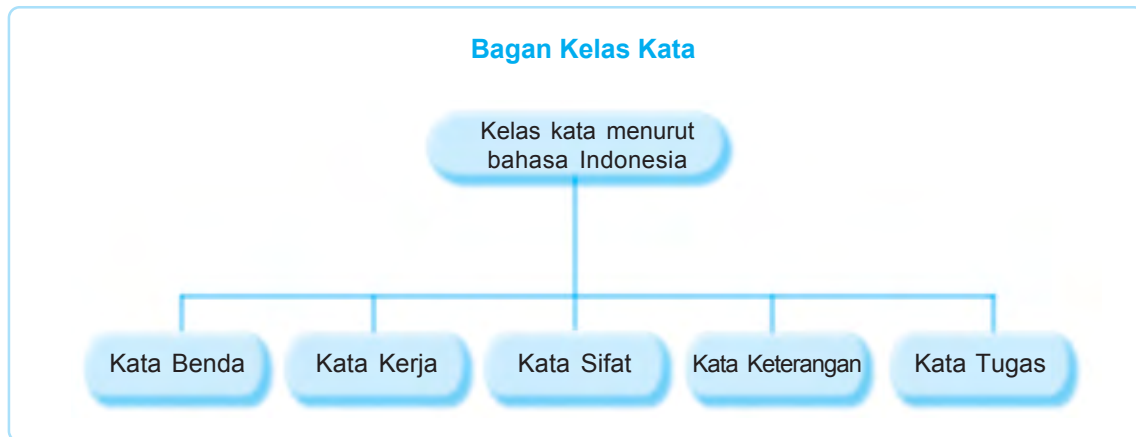 Bagan Kelas Kata
Kelas kata menurut
bahasa Indonesia
Kata Benda
Kata Kerja
Kata Sifat
Kata Keterangan
Kata Tugas